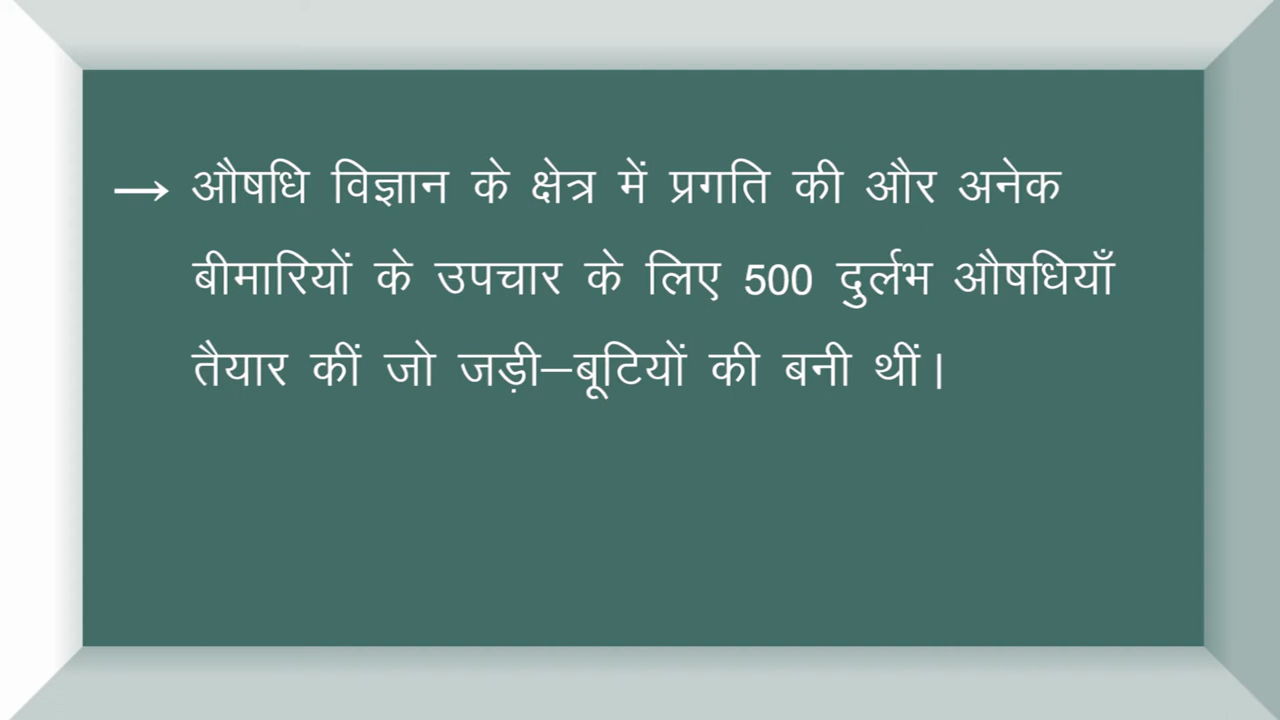 → औषधि विज्ञान के क्षेत्र में प्रगति की और अनेक
बीमारियों के उपचार के लिए 500 दुर्लभ औषधियाँ
तैयार कीं जो जड़ी–बूटियों की बनी थीं।